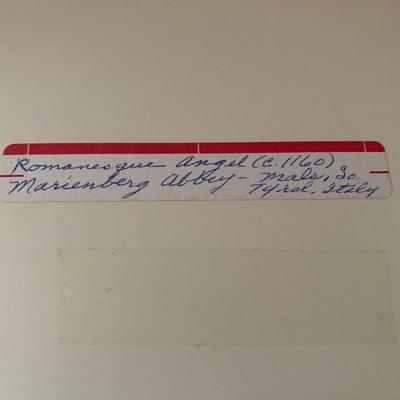 Romanesque Angel (c.1160)
Marienberg Abbey - Mals, So.
Tyrol, Italy